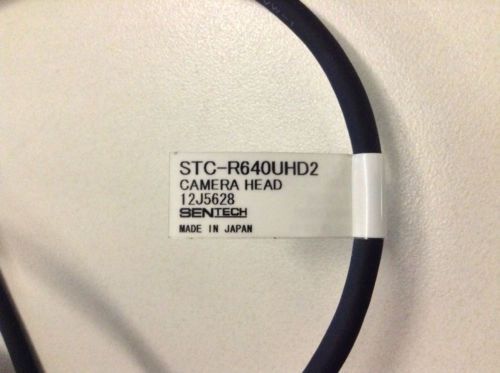 STC-R640UHD2
CAMERA HEAD
12J5628
SENTECH
MADE IN JAPAN